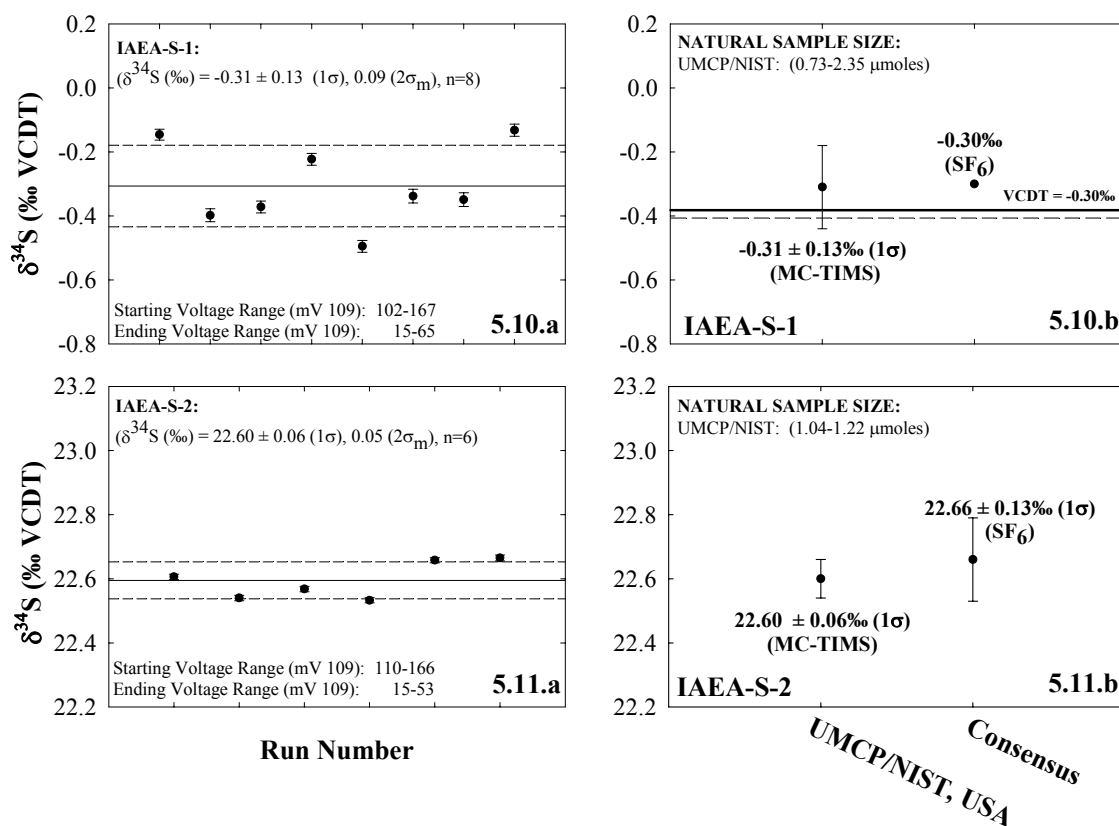 δ34S (‰ VCDT)
0.2
0.0
-0.2
-0.4
-0.6
-0.8
IAEA-S-1:
(δ34S (‰) = -0.31 ± 0.13 (1σ), 0.09 (2σm), n=8)
Starting Voltage Range (mV 109): 102-167
Ending Voltage Range (mV 109): 15-65
5.10.a
0.2
0.0
-0.2
-0.4
-0.6
-0.8
NATURAL SAMPLE SIZE:
UMCP/NIST: (0.73-2.35 μmoles)
-0.30‰
(SF6)
VCDT = -0.30‰
-0.31 ± 0.13‰ (1σ)
(MC-TIMS)
IAEA-S-1
5.10.b
δ34S (‰ VCDT)
23.2
23.0
22.8
22.6
22.4
22.2
IAEA-S-2:
(δ34S (‰) = 22.60 ± 0.06 (1σ), 0.05 (2σm), n=6)
Starting Voltage Range (mV 109): 110-166
Ending Voltage Range (mV 109): 15-53
5.11.a
Run Number
23.2
23.0
22.8
22.6
22.4
22.2
NATURAL SAMPLE SIZE:
UMCP/NIST: (1.04-1.22 μmoles)
22.66 ± 0.13‰ (1σ)
(SF6)
22.60 ± 0.06‰ (1σ)
(MC-TIMS)
IAEA-S-2
5.11.b
UMCP/NIST, USA
Consensus